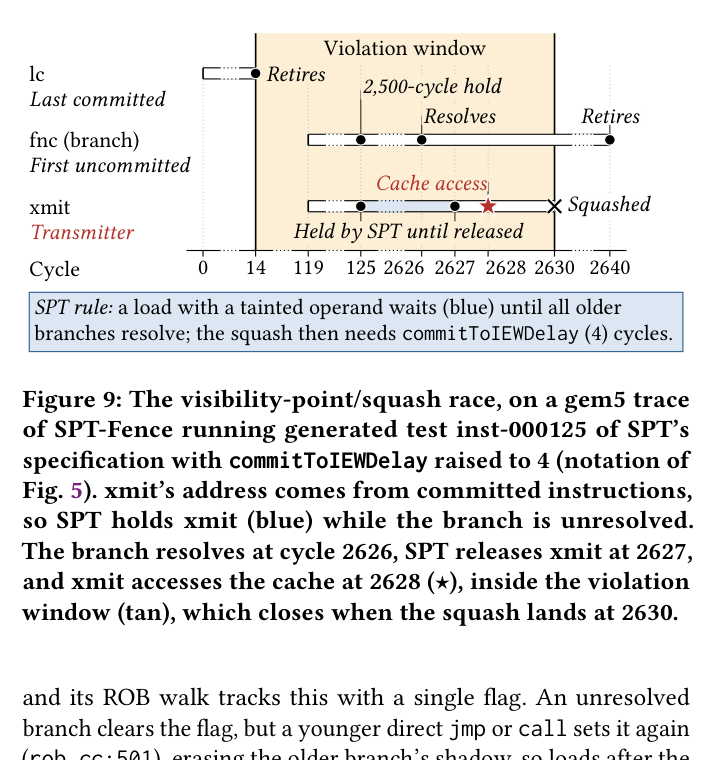 Violation window
lc
Retires
Last committed
2,500-cycle hold
Resolves
Retires
fnc (branch)
First uncommitted
Cache access
xmit
Squashed
Transmitter
Held by SPT until released
Cycle 0 14 119 125 2626 2627 2628 2630 2640
SPT rule: a load with a tainted operand waits (blue) until all older
branches resolve; the squash then needs commitToIEWDelay (4) cycles.
Figure 9: The visibility-point/squash race, on a gem5 trace
of SPT-Fence running generated test inst-000125 of SPT’s
specification with commitToIEWDelay raised to 4 (notation of
Fig. 5). xmit’s address comes from committed instructions,
so SPT holds xmit (blue) while the branch is unresolved.
The branch resolves at cycle 2626, SPT releases xmit at 2627,
and xmit accesses the cache at 2628 (★), inside the violation
window (tan), which closes when the squash lands at 2630.
and its ROB walk tracks this with a single flag. An unresolved
branch clears the flag, but a younger direct jmp or call sets it again
(rob.cc:501), erasing the older branch’s shadow, so loads after the